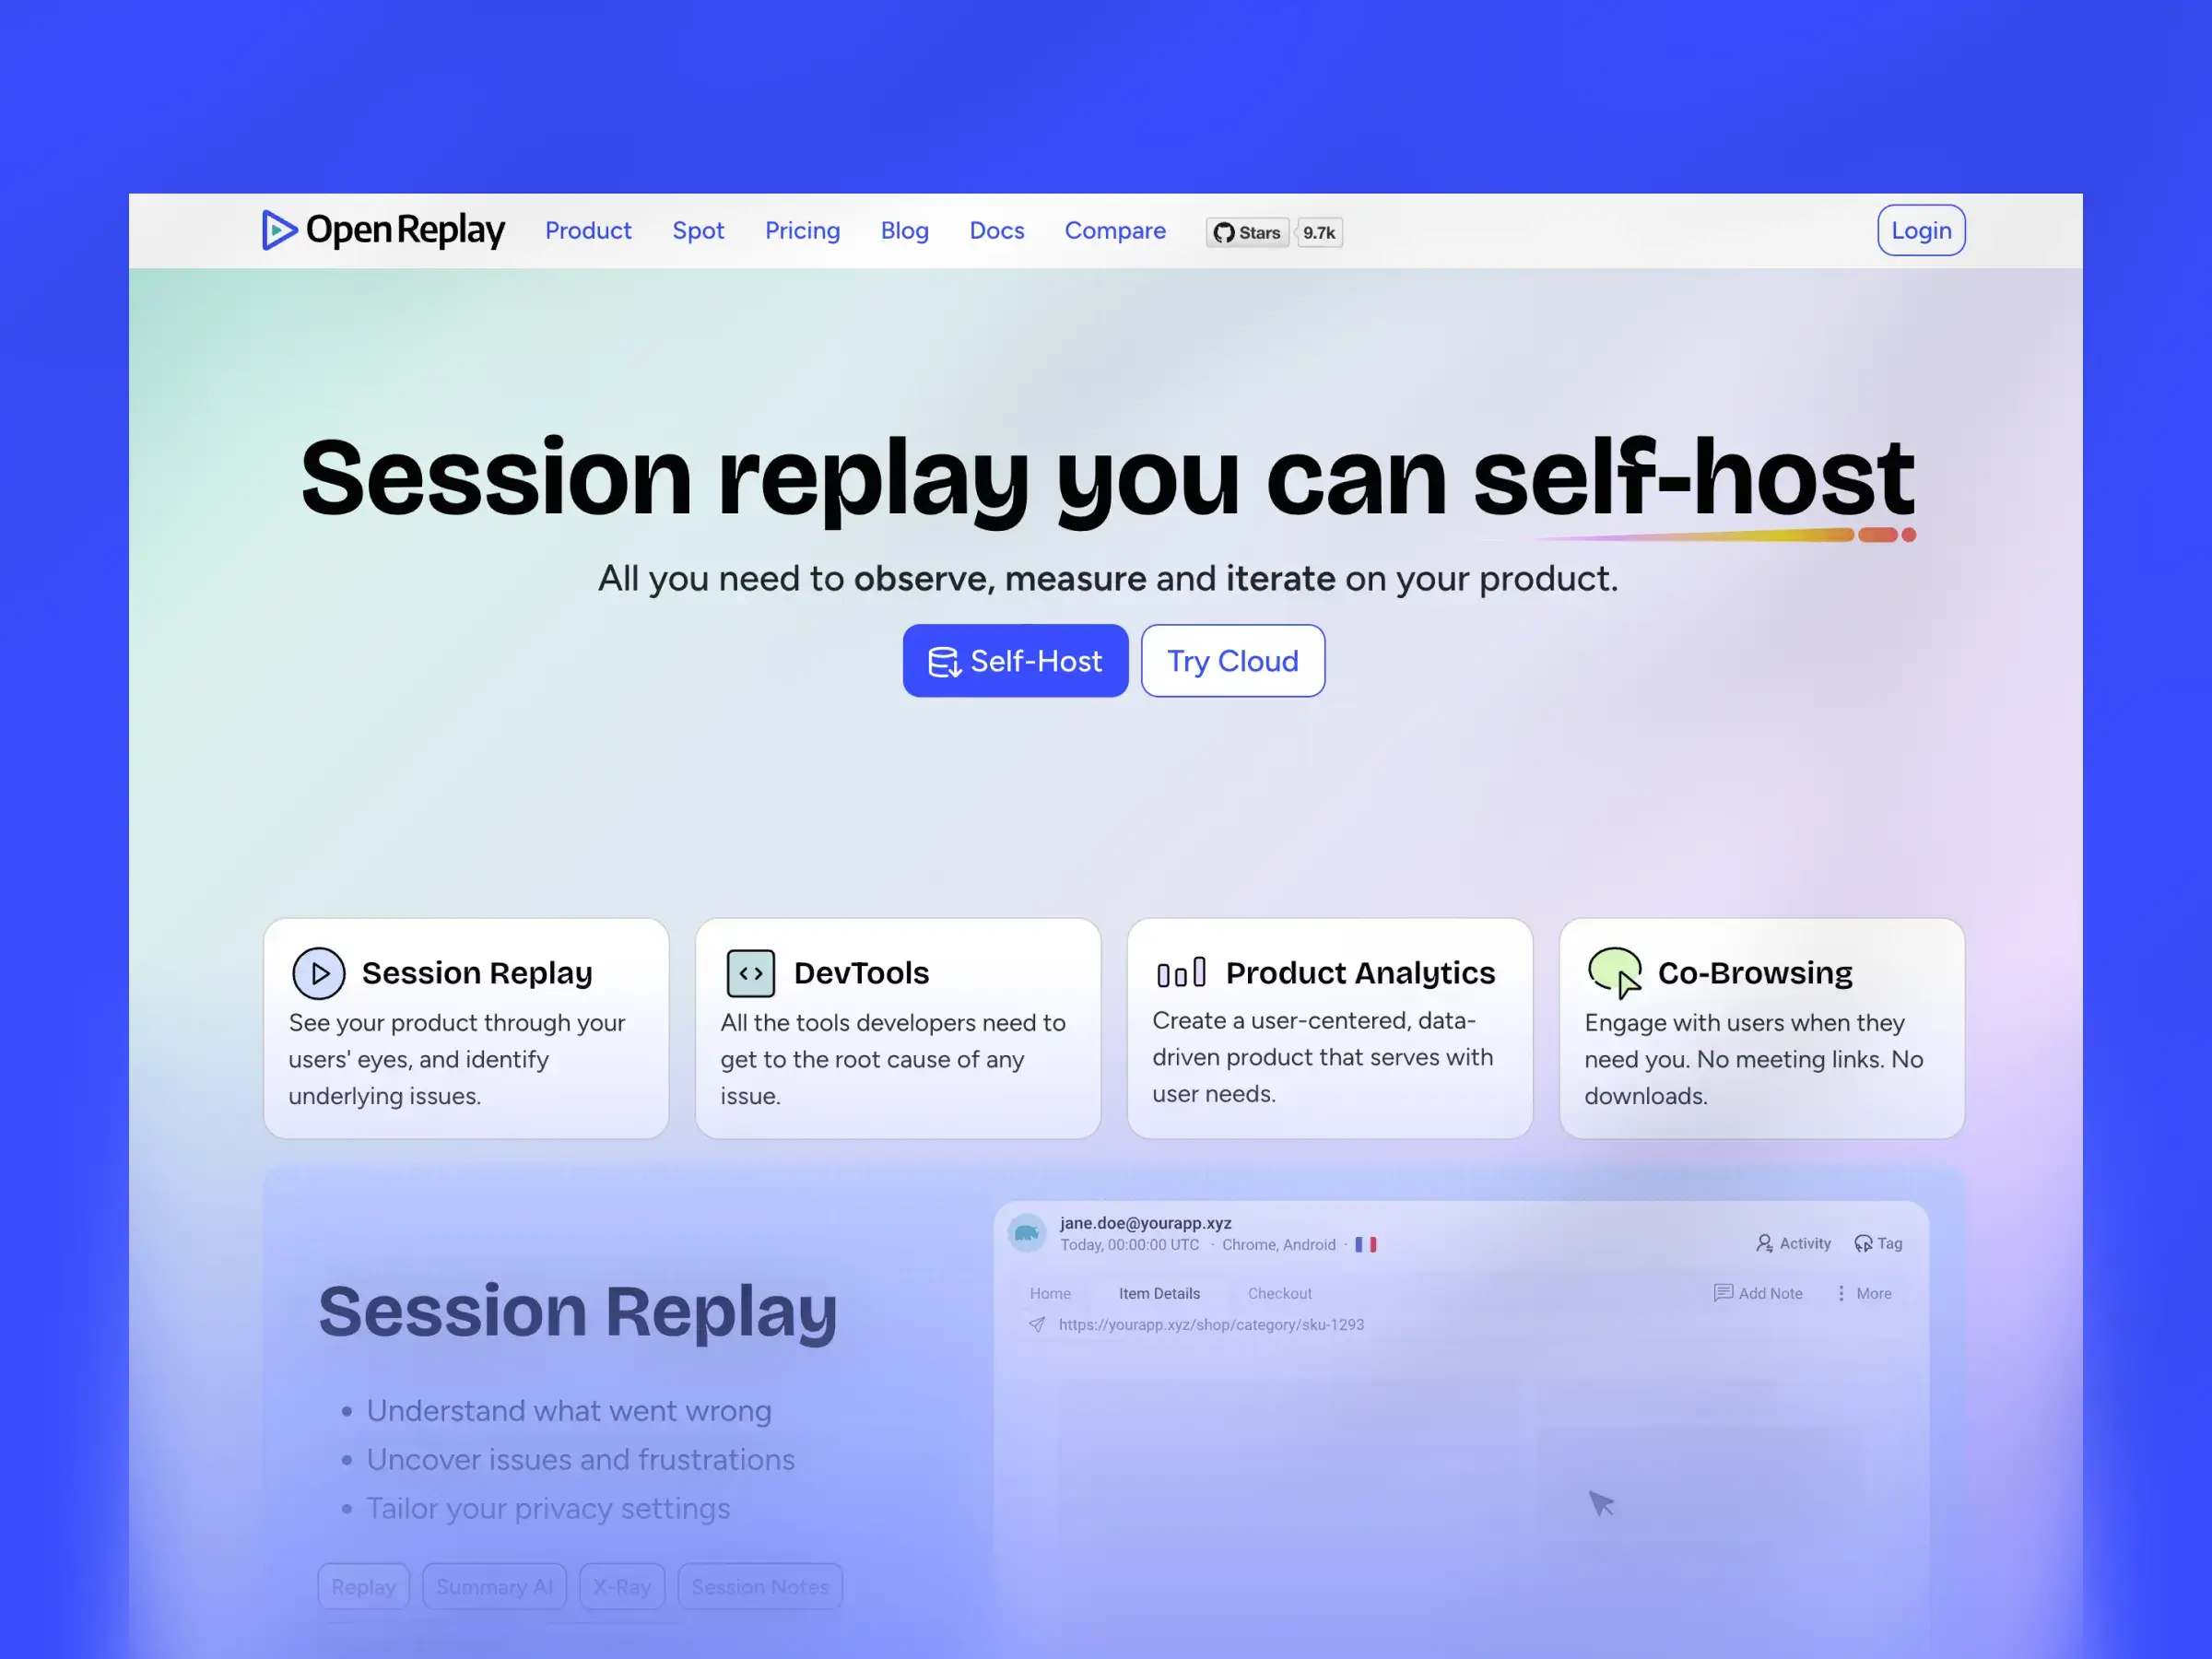 OpenReplay Product Spot Pricing Blog Docs Compare Stars 9.7k Login
Session replay you can self-host
All you need to observe, measure and iterate on your product.
Self-Host Try Cloud
Session Replay
See your product through your
users' eyes, and identify
underlying issues.
DevTools
All the tools developers need to
get to the root cause of any
issue.
Product Analytics
Create a user-centered, data-
driven product that serves with
user needs.
Co-Browsing
Engage with users when they
need you. No meeting links. No
downloads.
Session Replay
• Understand what went wrong
• Uncover issues and frustrations
• Tailor your privacy settings
Replay Summary AI X-Ray Session Notes
jane.doe@yourapp.xyz
Today, 00:00:00 UTC · Chrome, Android ·
Activity Tag
Home Item Details Checkout
Add Note More
https://yourapp.xyz/shop/category/sku-1293